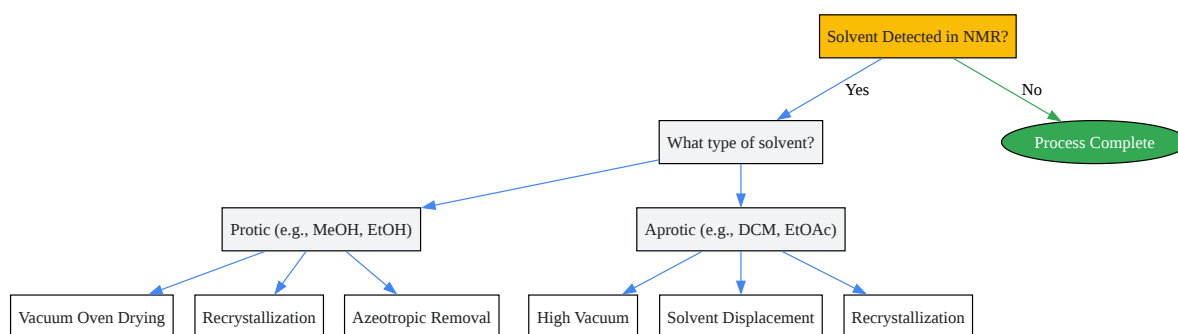 Solvent Detected in NMR?
Yes
No
What type of solvent?
Process Complete
Protic (e.g., MeOH, EtOH)
Aprotic (e.g., DCM, EtOAc)
Vacuum Oven Drying
Recrystallization
Azeotropic Removal
High Vacuum
Solvent Displacement
Recrystallization